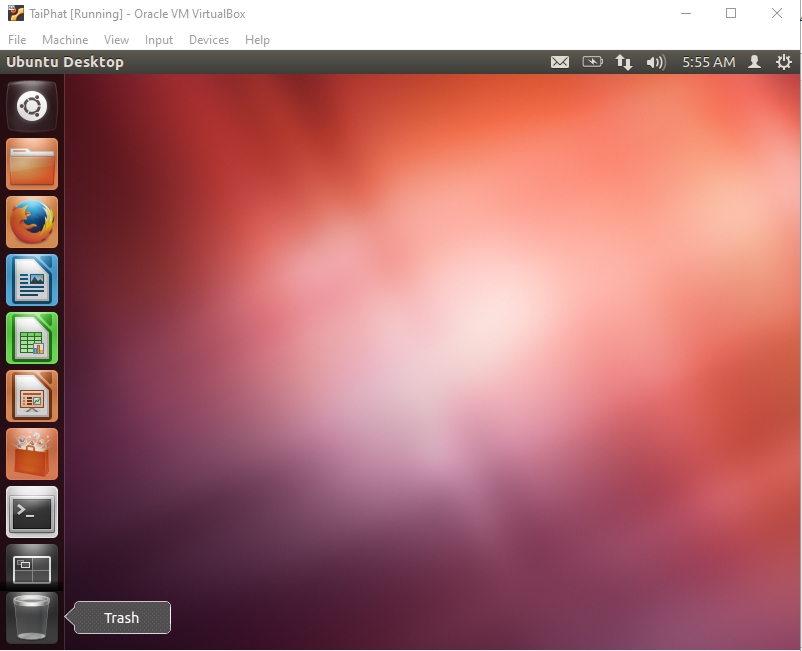 TaiPhat [Running] - Oracle VM VirtualBox
File Machine View Input Devices Help
Ubuntu Desktop 5:55 AM
>_
Trash